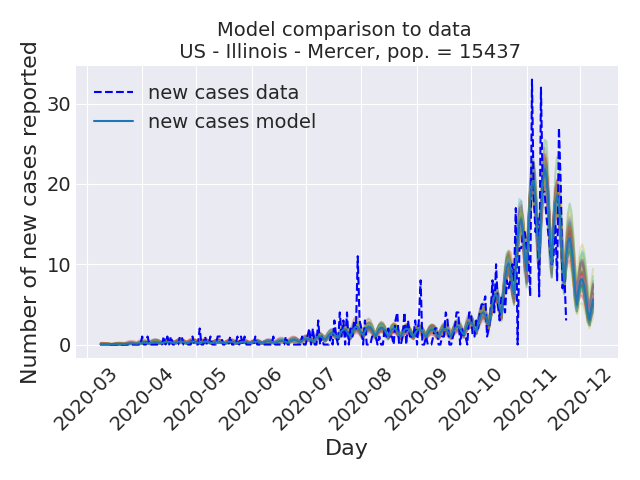 Model comparison to data
US - Illinois - Mercer, pop. = 15437
Number of new cases reported
new cases data
new cases model
30
20
10
0
2020-03
2020-04
2020-05
2020-06
2020-07
2020-08
2020-09
2020-10
2020-11
2020-12
Day